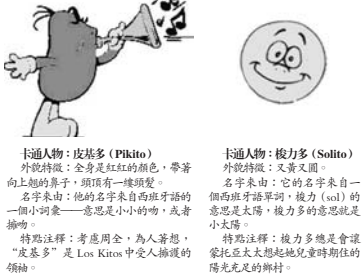 卡通人物：皮基多（Pikito）
外貌特徵：全身是紅紅的顏色，帶著
向上翹的鼻子，頭頂有一縷頭髮。
名字來由：他的名字來自西班牙語的
一個小詞彙——意思是小小的吻，或者
擁吻。
特點注釋：考慮周全，為人著想，
“皮基多”是 Los Kitos 中受人擁護的
領袖。
卡通人物：梭力多（Solito）
外貌特徵：又黃又圓。
名字來由：它的名字來自一
個西班牙語單詞，梭力（sol）的
意思是太陽，梭力多的意思就是
小太陽。
特點注釋：梭力多總是會讓
蒙托亞太太想起她兒童時期住的
陽光充足的鄉村。